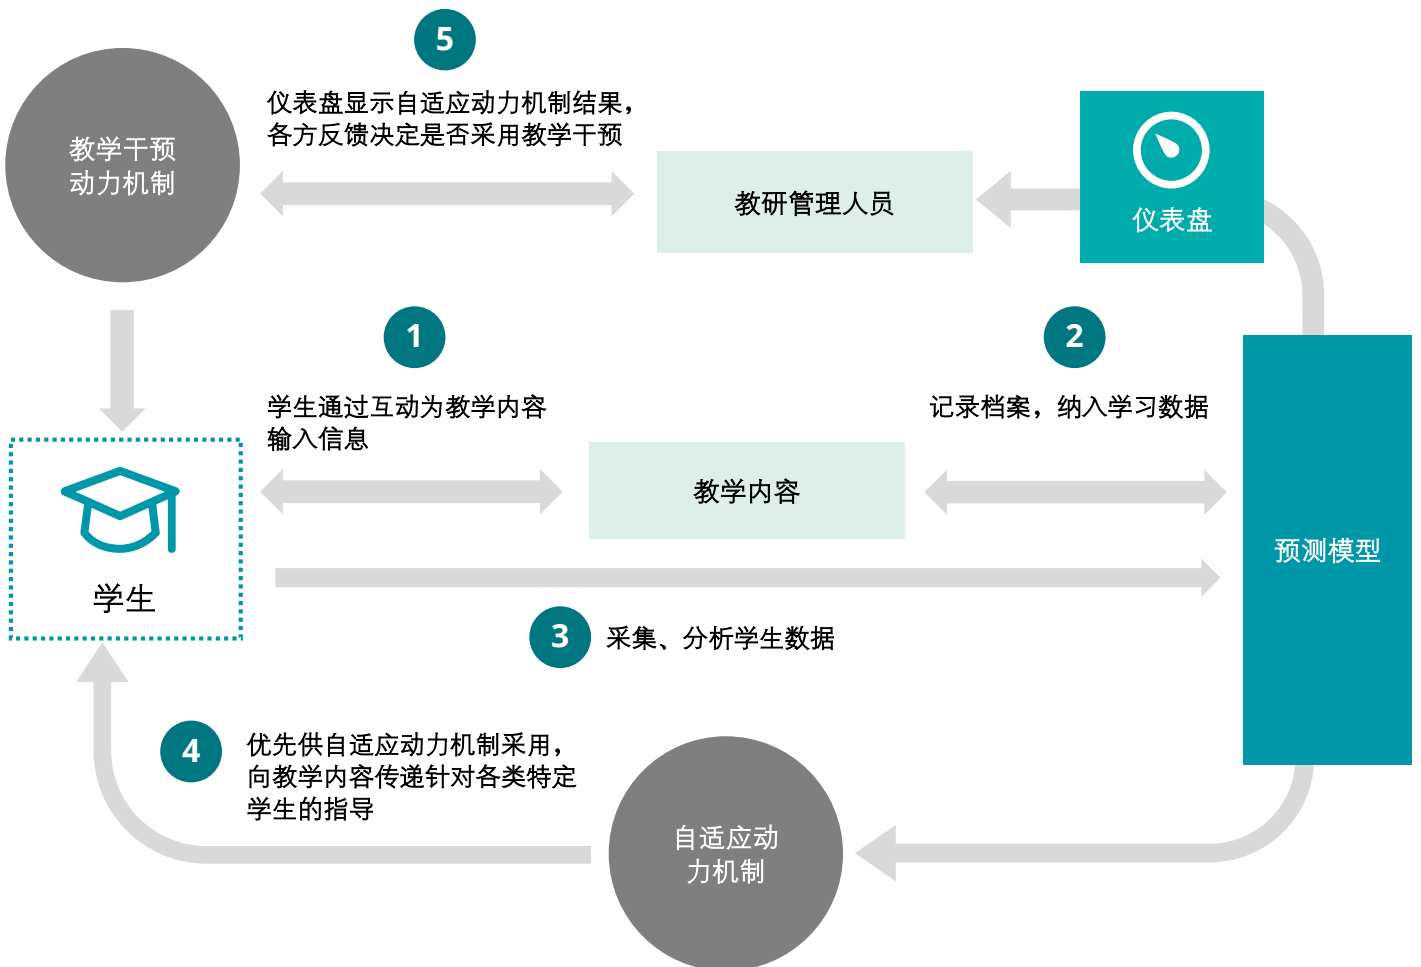 5
仪表盘显示自适应动力机制结果，
各方反馈决定是否采用教学干预
教学干预
动力机制
教研管理人员
仪表盘
1
学生通过互动为教学内容
输入信息
2
记录档案，纳入学习数据
教学内容
学生
预测模型
3
采集、分析学生数据
4
优先供自适应动力机制采用，
向教学内容传递针对各类特定
学生的指导
自适应动
力机制